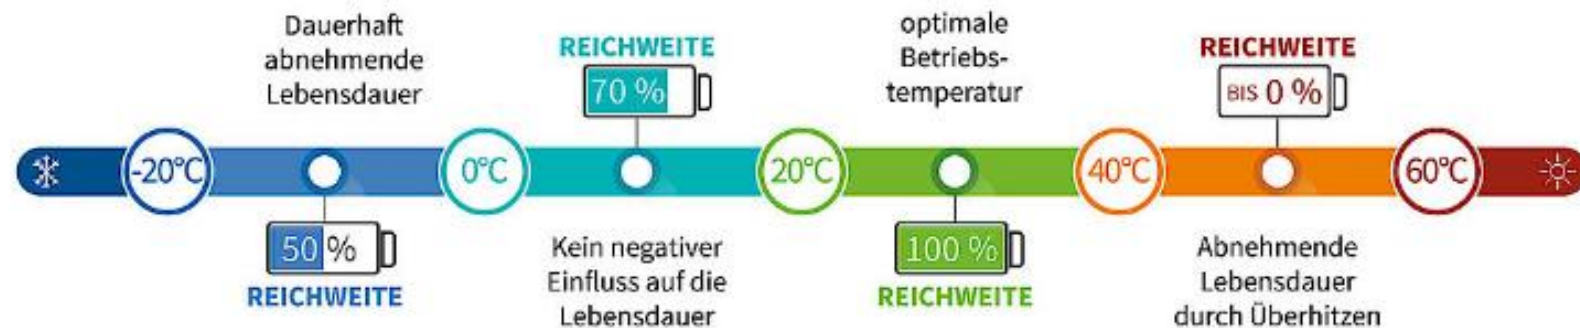 Dauerhaft
abnehmende
Lebensdauer
REICHWEITE
70 %
optimale
Betriebs-
temperatur
REICHWEITE
BIS 0 %
-20°C
0°C
20°C
40°C
60°C
50 %
REICHWEITE
Kein negativer
Einfluss auf die
Lebensdauer
100 %
REICHWEITE
Abnehmende
Lebensdauer
durch Überhitzen